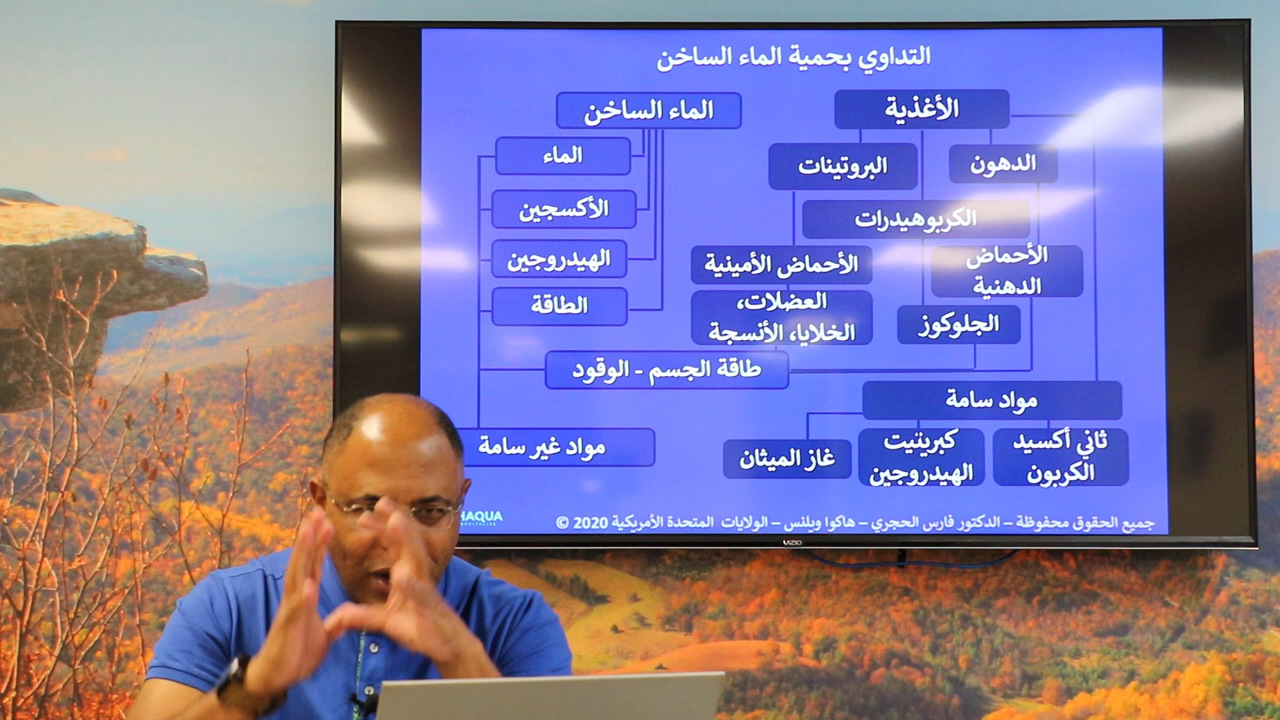 التداوي بحمية الماء الساخن
الأغذية
الماء الساخن
الدهون
البروتينات
الماء
الكربوهيدرات
الأكسجين
الأحماض
الدهنية
الأحماض الأمينية
الهيدروجين
العضلات،
الخلايا، الأنسجة
الجلوكوز
الطاقة
طاقة الجسم - الوقود
مواد سامة
ثاني أكسيد
الكربون
كبريتيت
الهيدروجين
غاز الميثان
مواد غير سامة
جميع الحقوق محفوظة – الدكتور فارس الحجري – هاكوا ويلنس – الولايات المتحدة الأمريكية 2020 ©
HAQUA
REVITALIZE
VIZIO